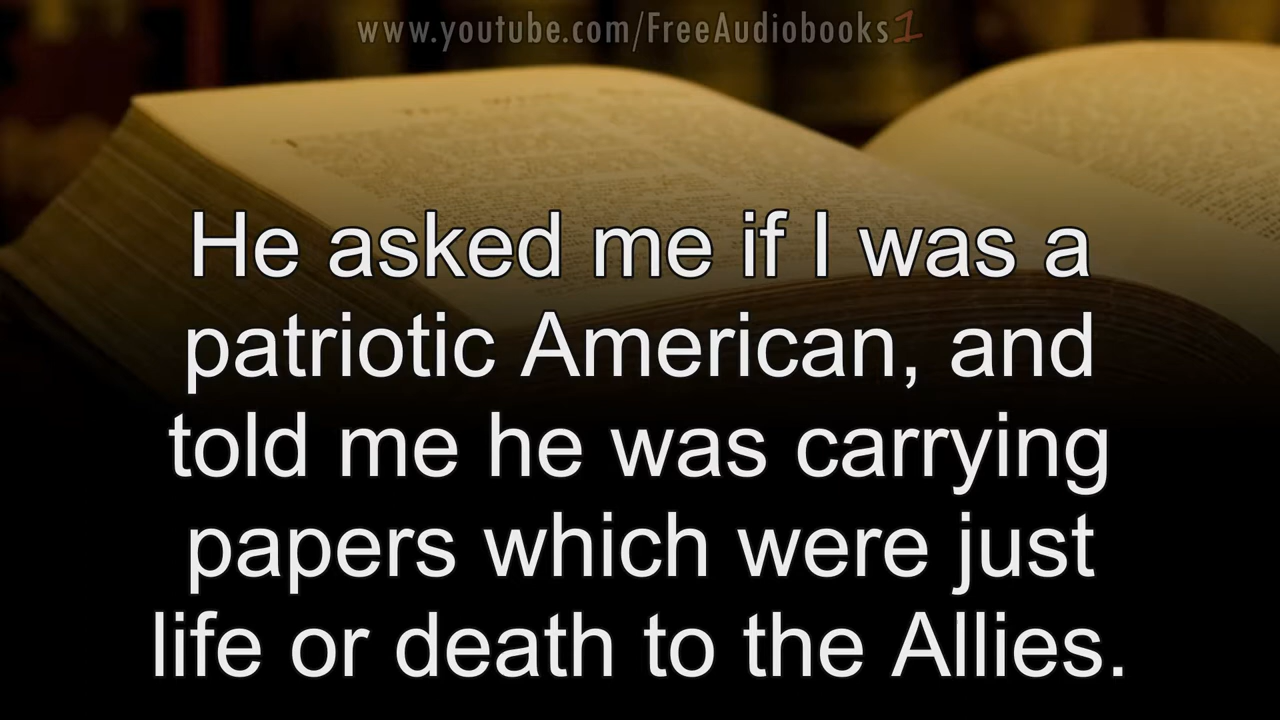 www.youtube.com/FreeAudiobooks1
He asked me if I was a
patriotic American, and
told me he was carrying
papers which were just
life or death to the Allies.